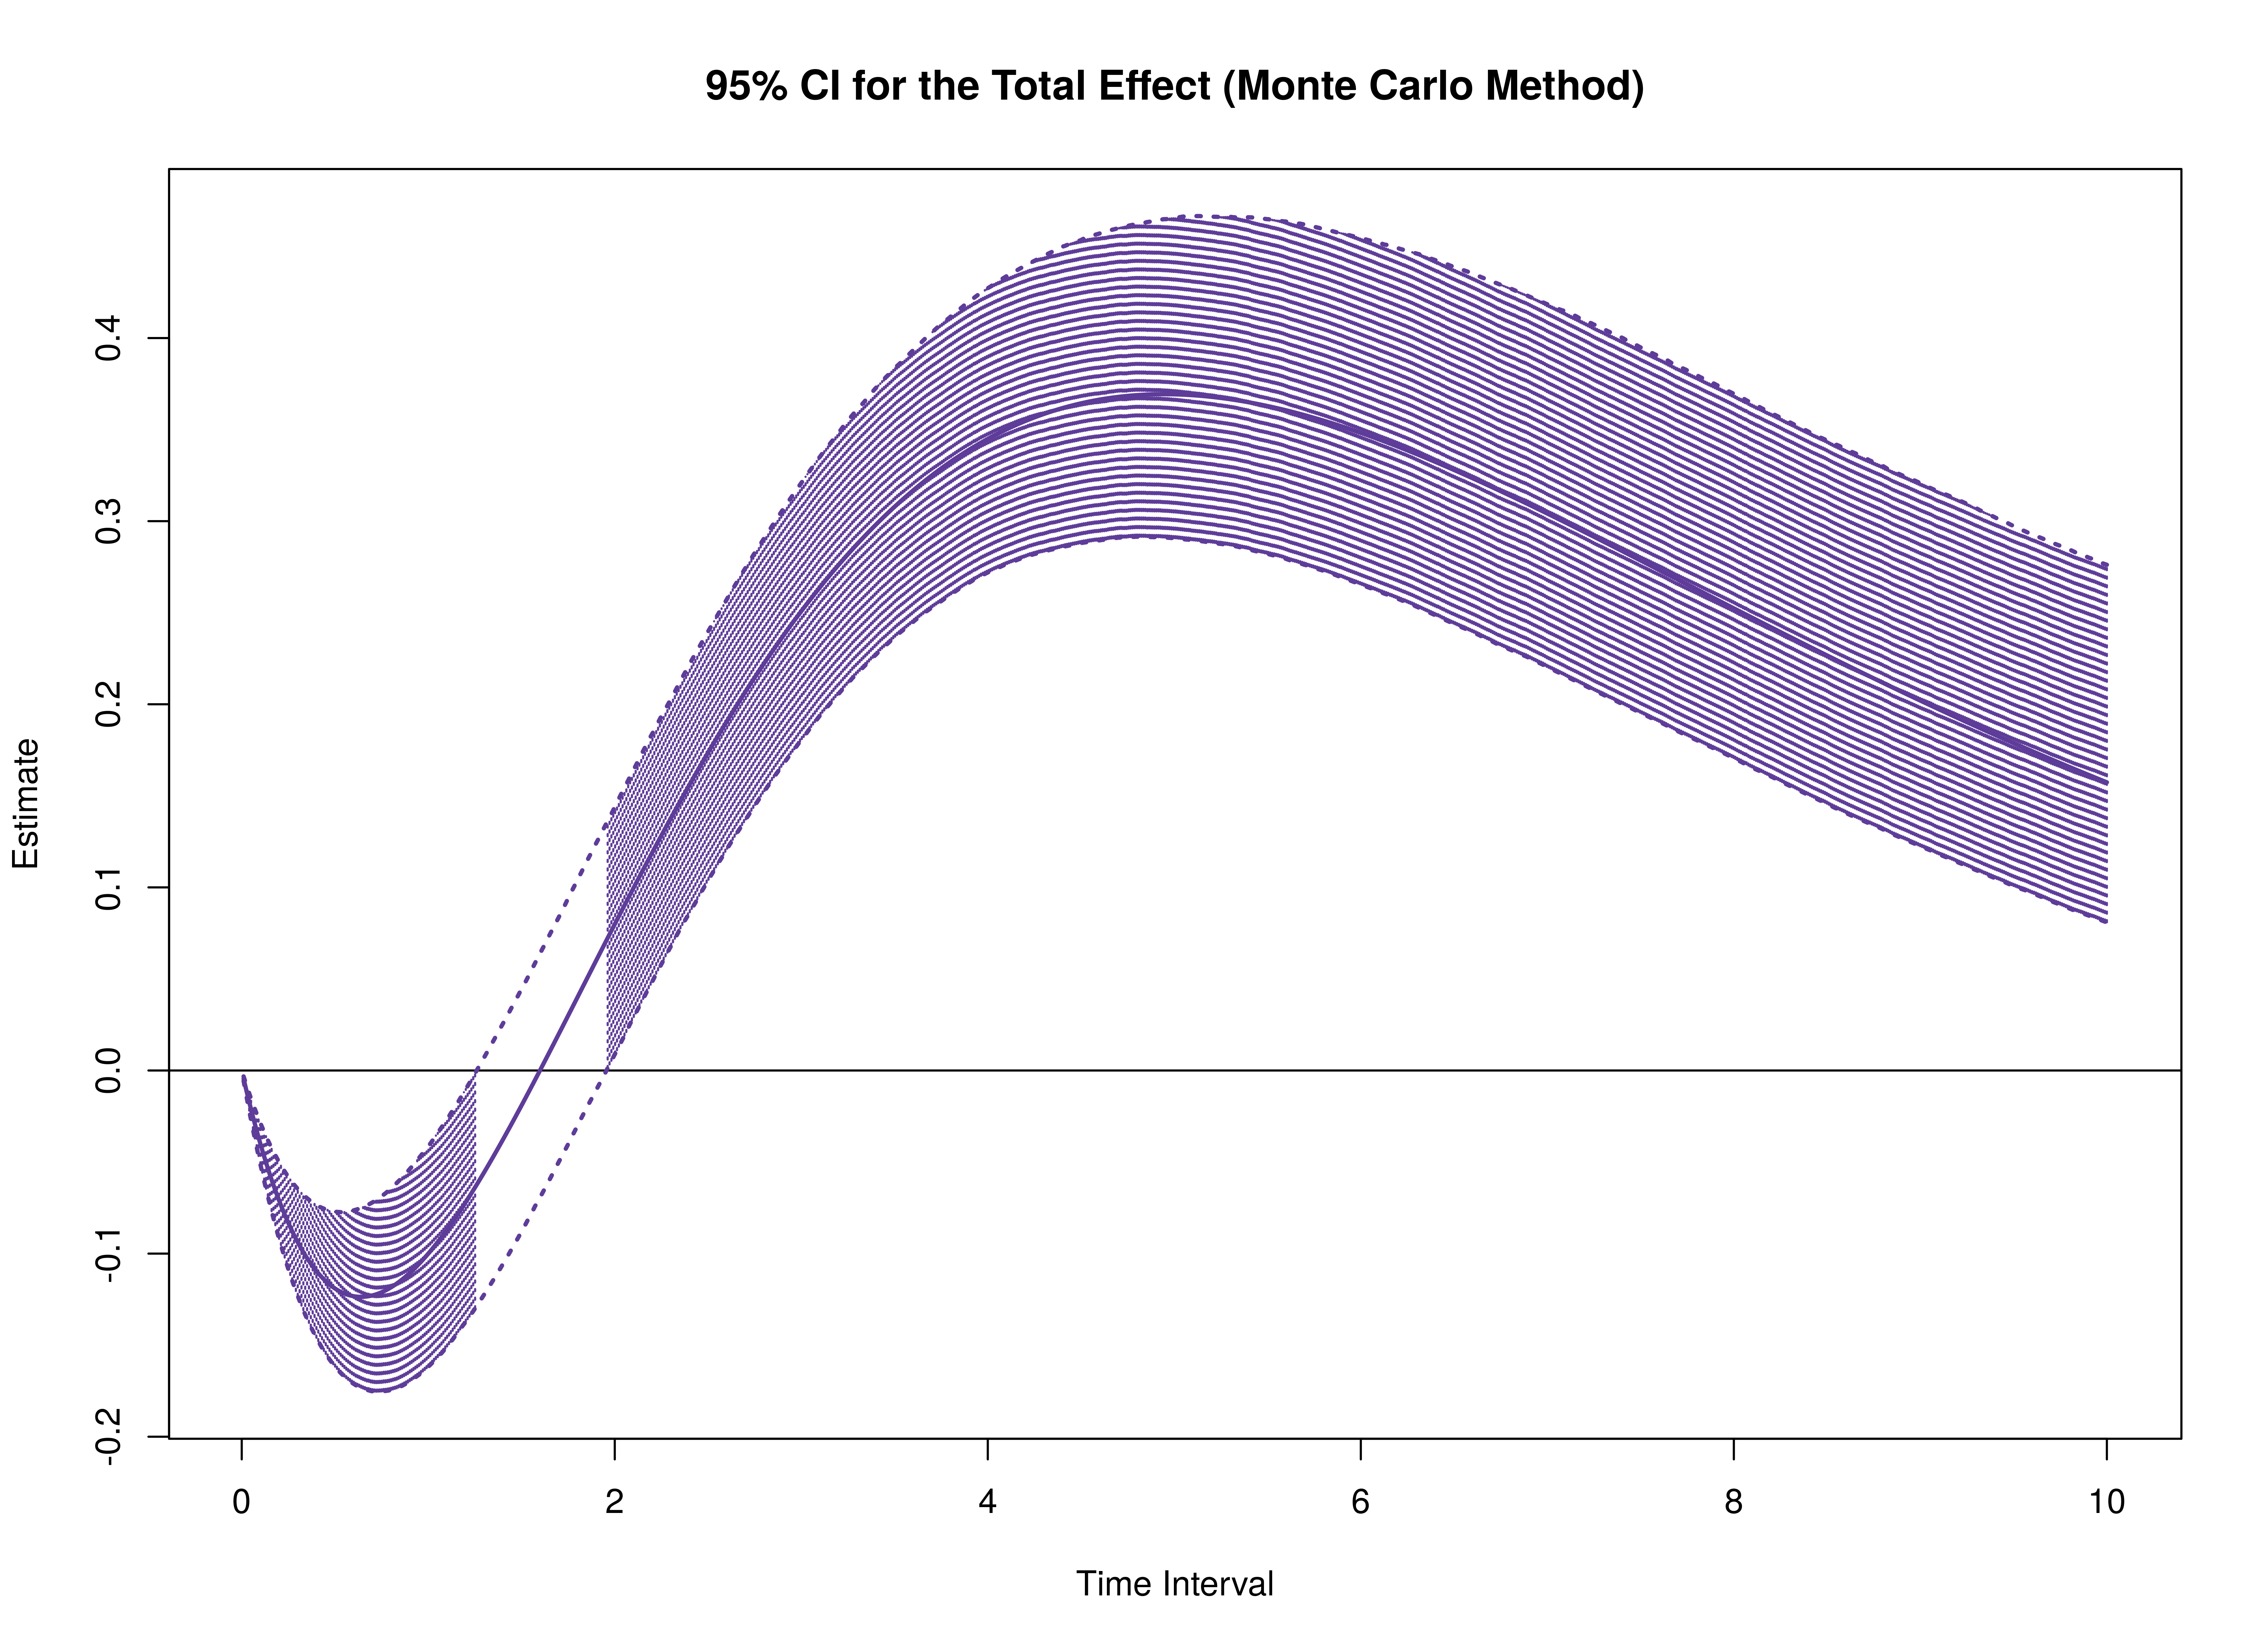 95% CI for the Total Effect (Monte Carlo Method)
Estimate
0.4
0.3
0.2
0.1
0.0
-0.1
-0.2
0 2 4 6 8 10
Time Interval